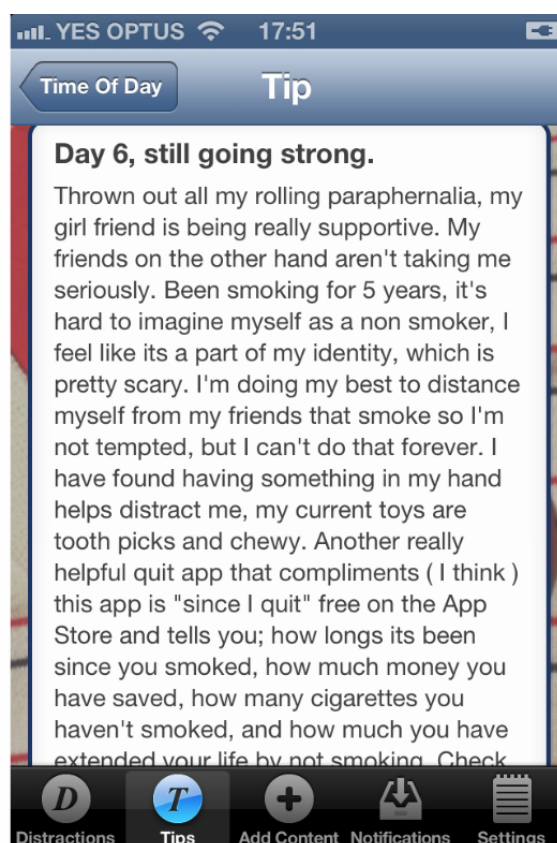 YES OPTUS 17:51
Time Of Day Tip
Day 6, still going strong.
Thrown out all my rolling paraphernalia, my
girl friend is being really supportive. My
friends on the other hand aren't taking me
seriously. Been smoking for 5 years, it's
hard to imagine myself as a non smoker, I
feel like its a part of my identity, which is
pretty scary. I'm doing my best to distance
myself from my friends that smoke so I'm
not tempted, but I can't do that forever. I
have found having something in my hand
helps distract me, my current toys are
tooth picks and chewy. Another really
helpful quit app that compliments ( I think )
this app is "since I quit" free on the App
Store and tells you; how longs its been
since you smoked, how much money you
have saved, how many cigarettes you
haven't smoked, and how much you have
extended your life by not smoking. Check
D T
Distractions Tips Add Content Notifications Settings